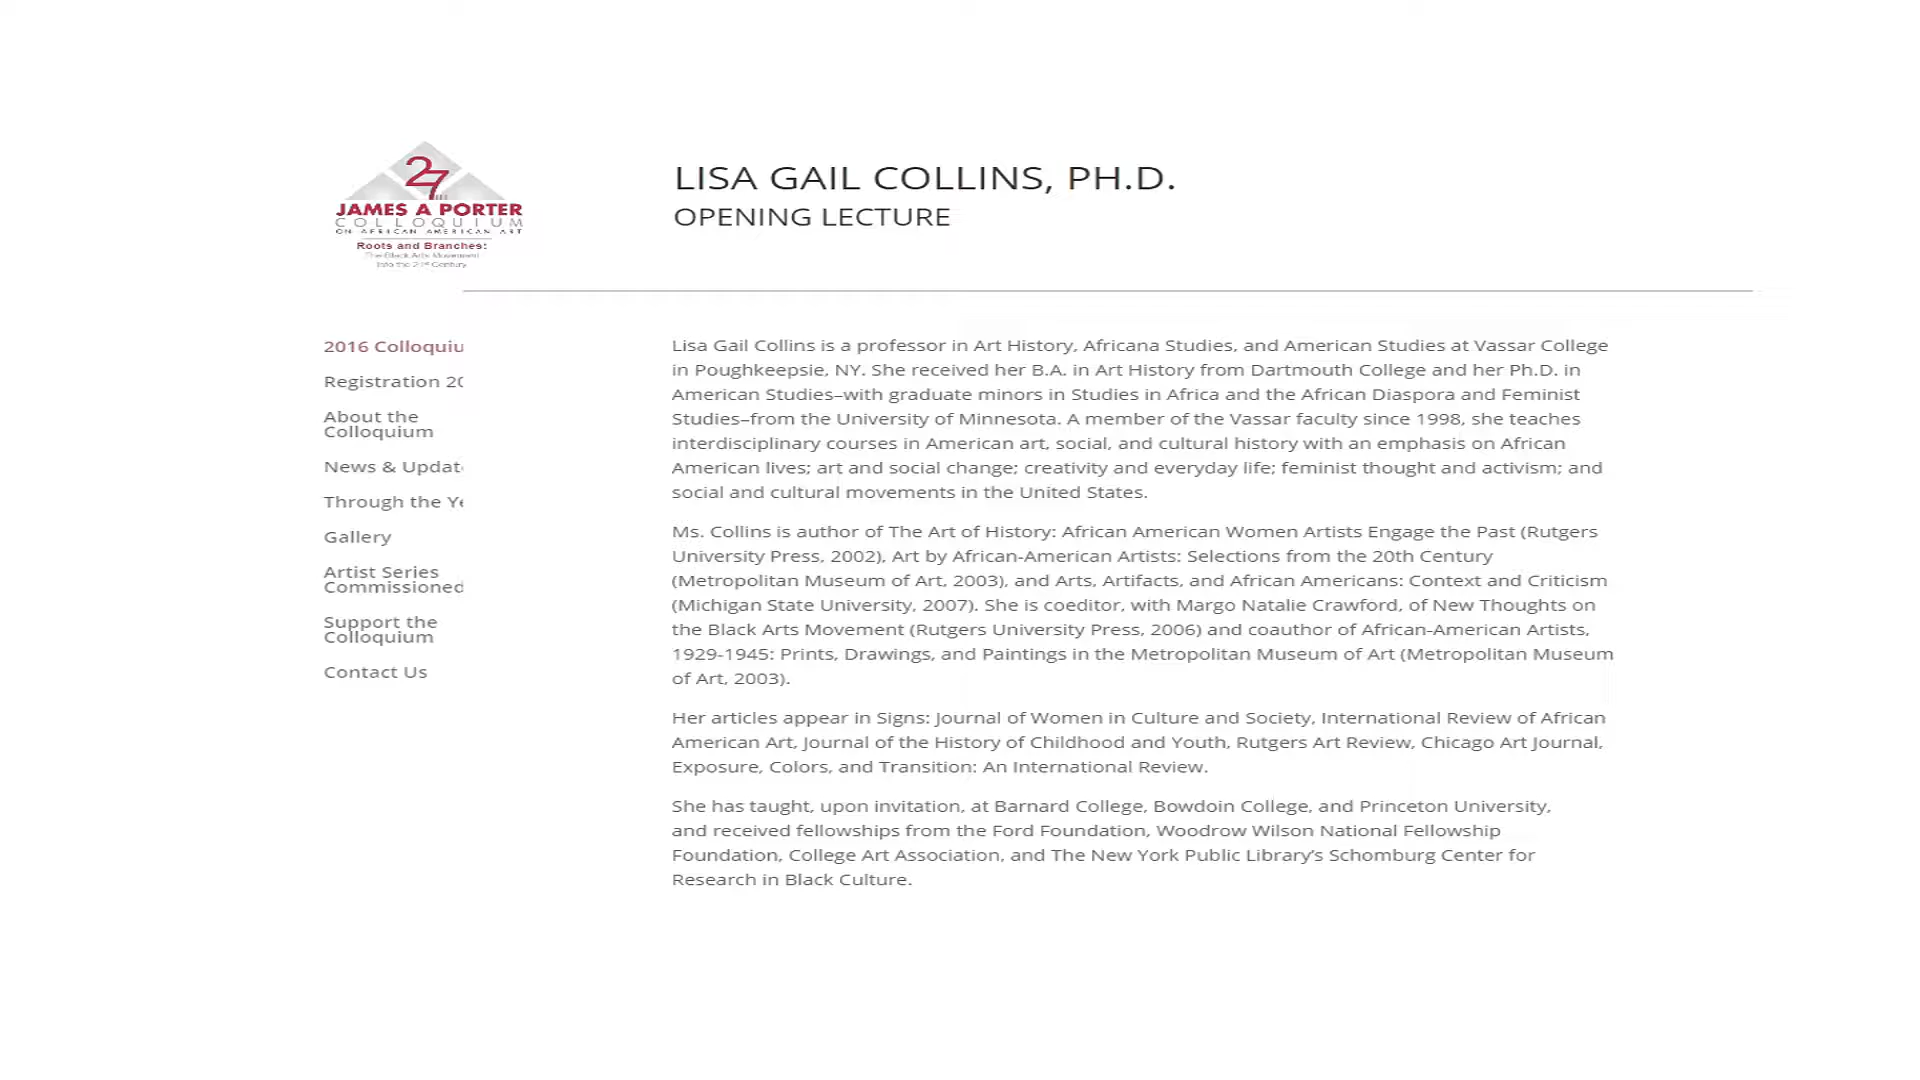 27
JAMES A PORTER
COLLOQUIUM
ON AFRICAN AMERICAN ART
Roots and Branches:
The Black Arts Movement
Into the 21st Century
LISA GAIL COLLINS, PH.D.
OPENING LECTURE
2016 Colloquiu
Registration 20
About the
Colloquium
News & Updat
Through the Ye
Gallery
Artist Series
Commissioned
Support the
Colloquium
Contact Us
Lisa Gail Collins is a professor in Art History, Africana Studies, and American Studies at Vassar College
in Poughkeepsie, NY. She received her B.A. in Art History from Dartmouth College and her Ph.D. in
American Studies–with graduate minors in Studies in Africa and the African Diaspora and Feminist
Studies–from the University of Minnesota. A member of the Vassar faculty since 1998, she teaches
interdisciplinary courses in American art, social, and cultural history with an emphasis on African
American lives; art and social change; creativity and everyday life; feminist thought and activism; and
social and cultural movements in the United States.
Ms. Collins is author of The Art of History: African American Women Artists Engage the Past (Rutgers
University Press, 2002), Art by African-American Artists: Selections from the 20th Century
(Metropolitan Museum of Art, 2003), and Arts, Artifacts, and African Americans: Context and Criticism
(Michigan State University, 2007). She is coeditor, with Margo Natalie Crawford, of New Thoughts on
the Black Arts Movement (Rutgers University Press, 2006) and coauthor of African-American Artists,
1929-1945: Prints, Drawings, and Paintings in the Metropolitan Museum of Art (Metropolitan Museum
of Art, 2003).
Her articles appear in Signs: Journal of Women in Culture and Society, International Review of African
American Art, Journal of the History of Childhood and Youth, Rutgers Art Review, Chicago Art Journal,
Exposure, Colors, and Transition: An International Review.
She has taught, upon invitation, at Barnard College, Bowdoin College, and Princeton University,
and received fellowships from the Ford Foundation, Woodrow Wilson National Fellowship
Foundation, College Art Association, and The New York Public Library’s Schomburg Center for
Research in Black Culture.